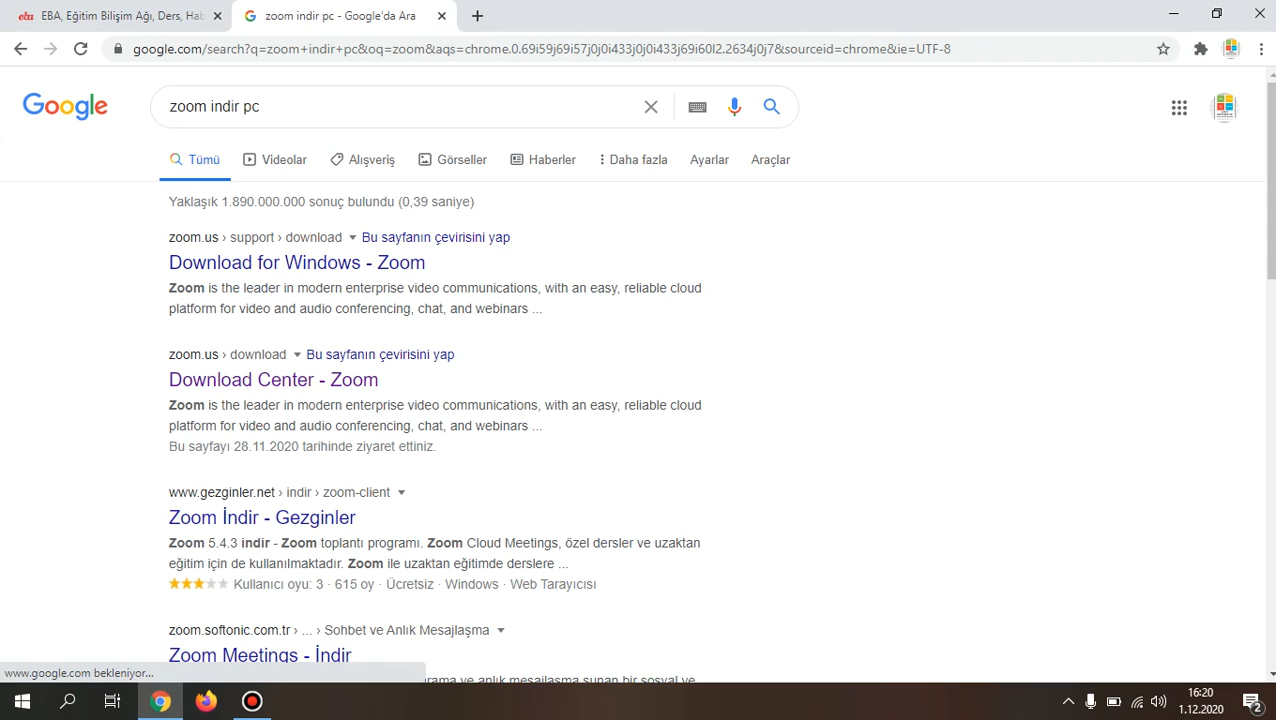 eba EBA, Eğitim Bilişim Ağı, Ders, Hab
zoom indir pc - Google'da Ara
google.com/search?q=zoom+indir+pc&oq=zoom&aqs=chrome.0.69i59j69i57j0j0i433j0j0i433j69i60l2.2634j0j7&sourceid=chrome&ie=UTF-8
Google
zoom indir pc
Tümü Videolar Alışveriş Görseller Haberler Daha fazla Ayarlar Araçlar
Yaklaşık 1.890.000.000 sonuç bulundu (0,39 saniye)
zoom.us › support › download Bu sayfanın çevirisini yap
Download for Windows - Zoom
Zoom is the leader in modern enterprise video communications, with an easy, reliable cloud
platform for video and audio conferencing, chat, and webinars ...
zoom.us › download Bu sayfanın çevirisini yap
Download Center - Zoom
Zoom is the leader in modern enterprise video communications, with an easy, reliable cloud
platform for video and audio conferencing, chat, and webinars ...
Bu sayfayı 28.11.2020 tarihinde ziyaret ettiniz.
www.gezginler.net › indir › zoom-client
Zoom İndir - Gezginler
Zoom 5.4.3 indir - Zoom toplantı programı. Zoom Cloud Meetings, özel dersler ve uzaktan
eğitim için de kullanılmaktadır. Zoom ile uzaktan eğitimde derslere ...
Kullanıcı oyu: 3 · 615 oy · Ücretsiz · Windows · Web Tarayıcısı
zoom.softonic.com.tr › ... › Sohbet ve Anlık Mesajlaşma
Zoom Meetings - İndir
arama ve anlık mesajlaşma sunan bir sosyal ve
www.google.com bekleniyor...
16:20
1.12.2020
2